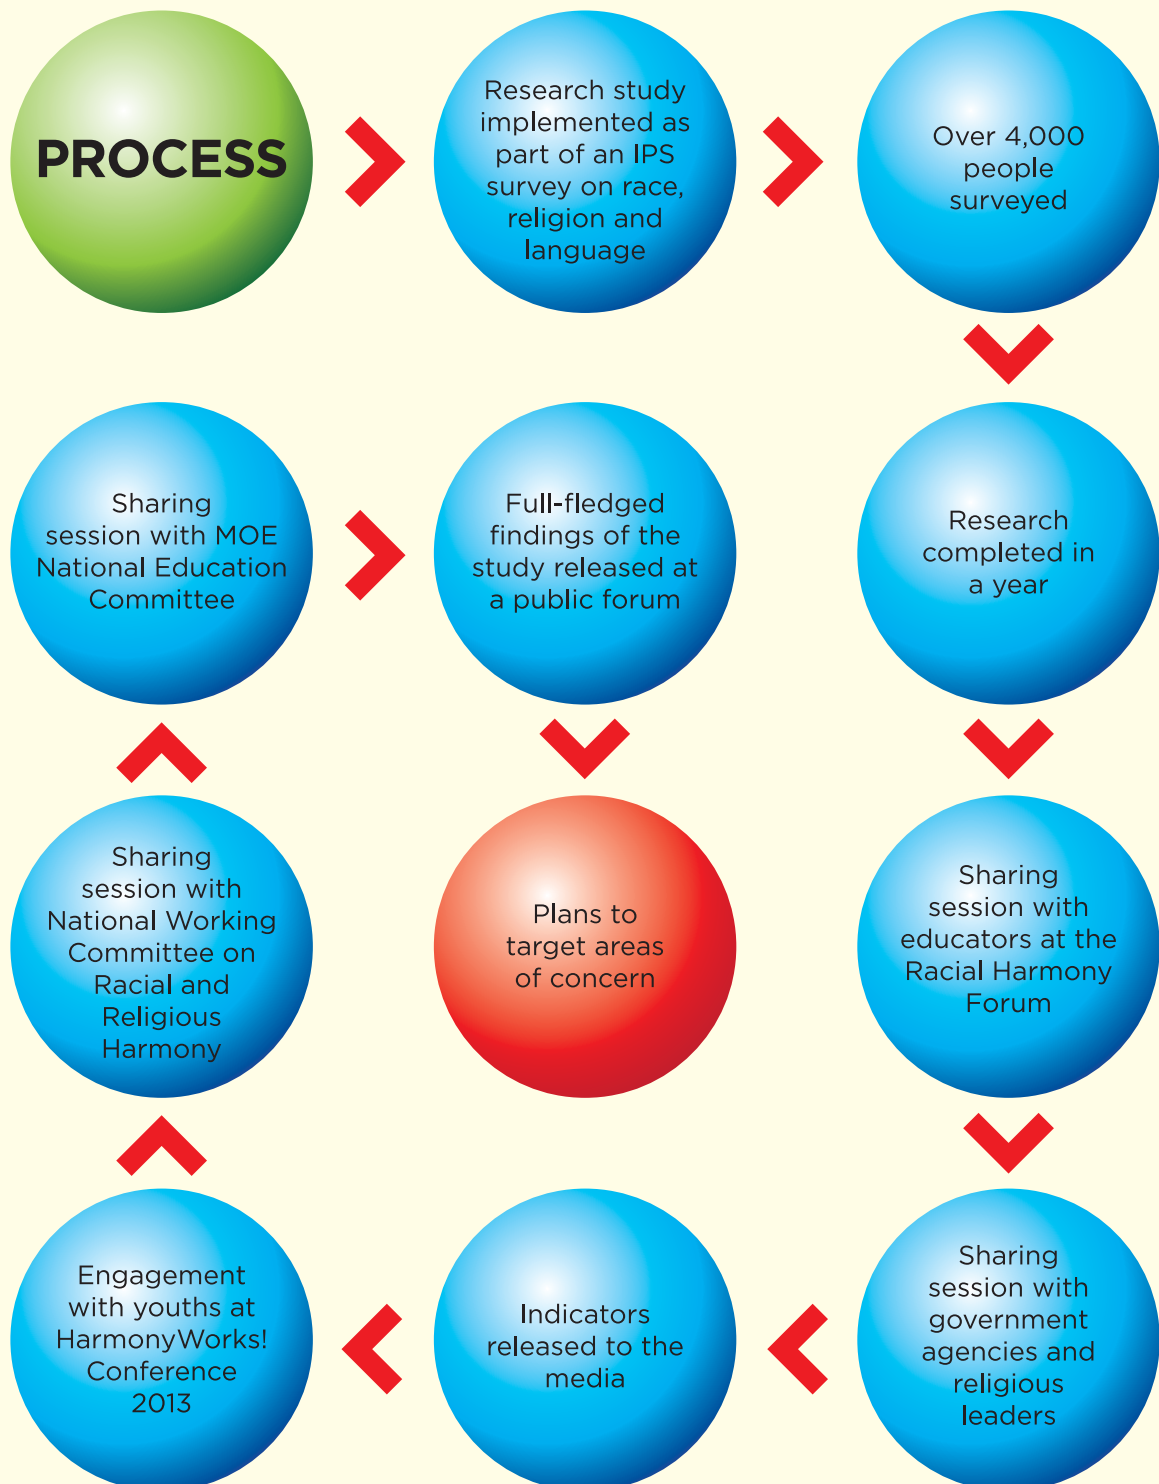 PROCESS
Research study
implemented as
part of an IPS
survey on race,
religion and
language
Over 4,000
people
surveyed
Research
completed in
a year
Sharing
session with
educators at the
Racial Harmony
Forum
Sharing
session with
government
agencies and
religious
leaders
Indicators
released to the
media
Engagement
with youths at
HarmonyWorks!
Conference
2013
Sharing
session with
National Working
Committee on
Racial and
Religious
Harmony
Sharing
session with MOE
National Education
Committee
Full-fledged
findings of the
study released at
a public forum
Plans to
target areas
of concern